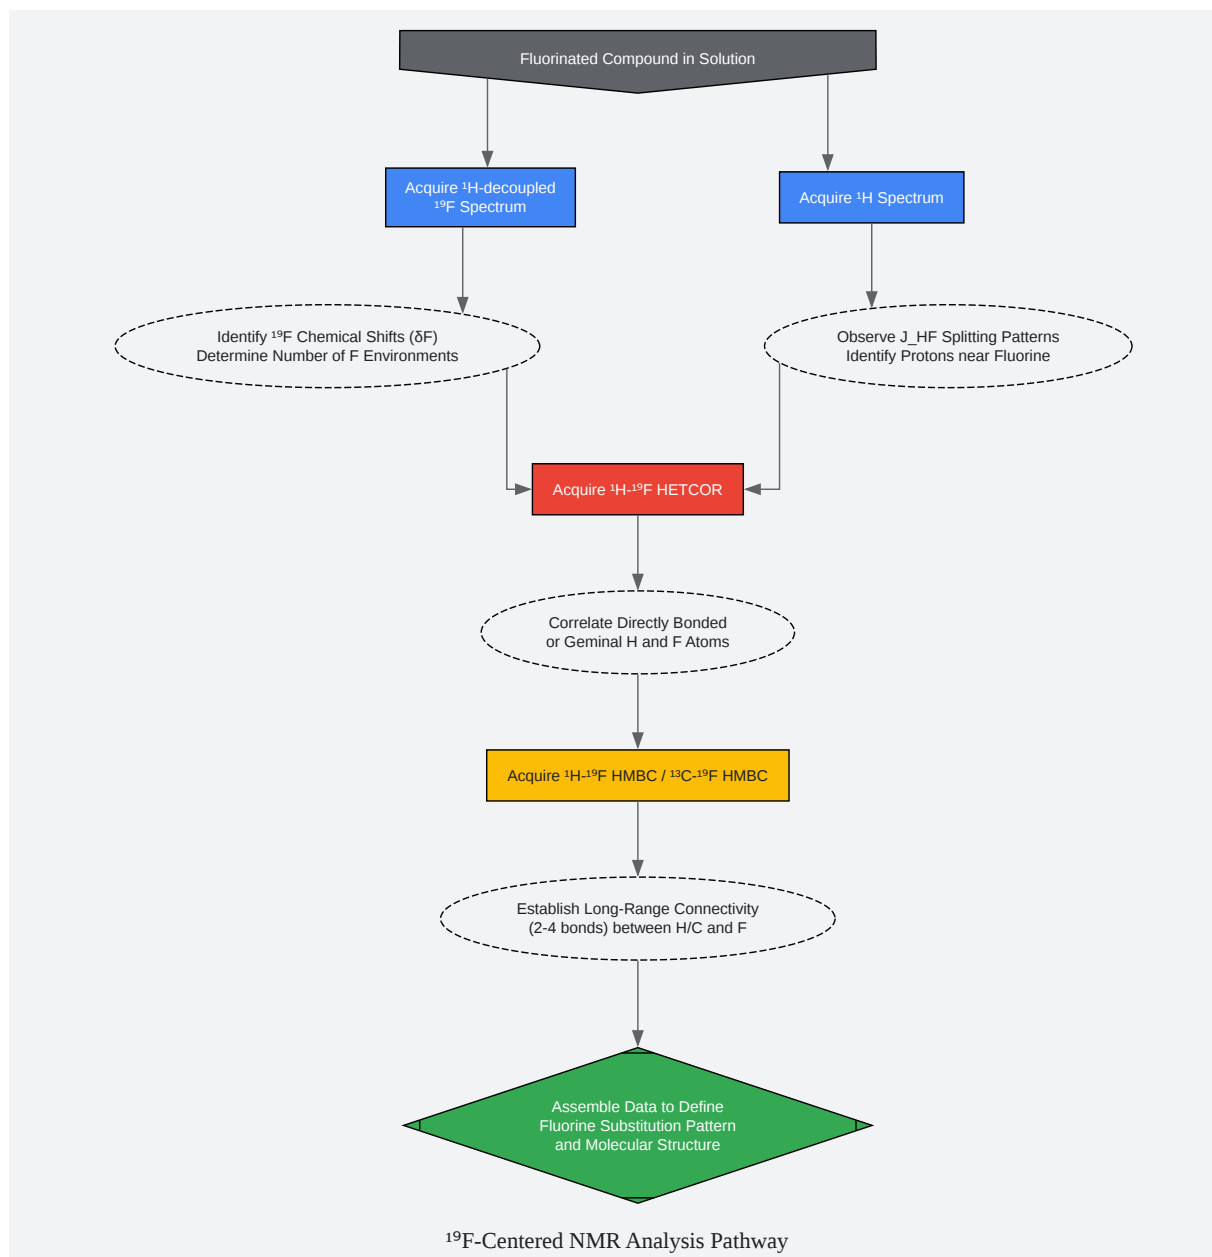 Fluorinated Compound in Solution
Acquire ¹H-decoupled
¹⁹F Spectrum
Acquire ¹H Spectrum
Identify ¹⁹F Chemical Shifts (δF)
Determine Number of F Environments
Observe J_HF Splitting Patterns
Identify Protons near Fluorine
Acquire ¹H-¹⁹F HETCOR
Correlate Directly Bonded
or Geminal H and F Atoms
Acquire ¹H-¹⁹F HMBC / ¹³C-¹⁹F HMBC
Establish Long-Range Connectivity
(2-4 bonds) between H/C and F
Assemble Data to Define
Fluorine Substitution Pattern
and Molecular Structure
¹⁹F-Centered NMR Analysis Pathway